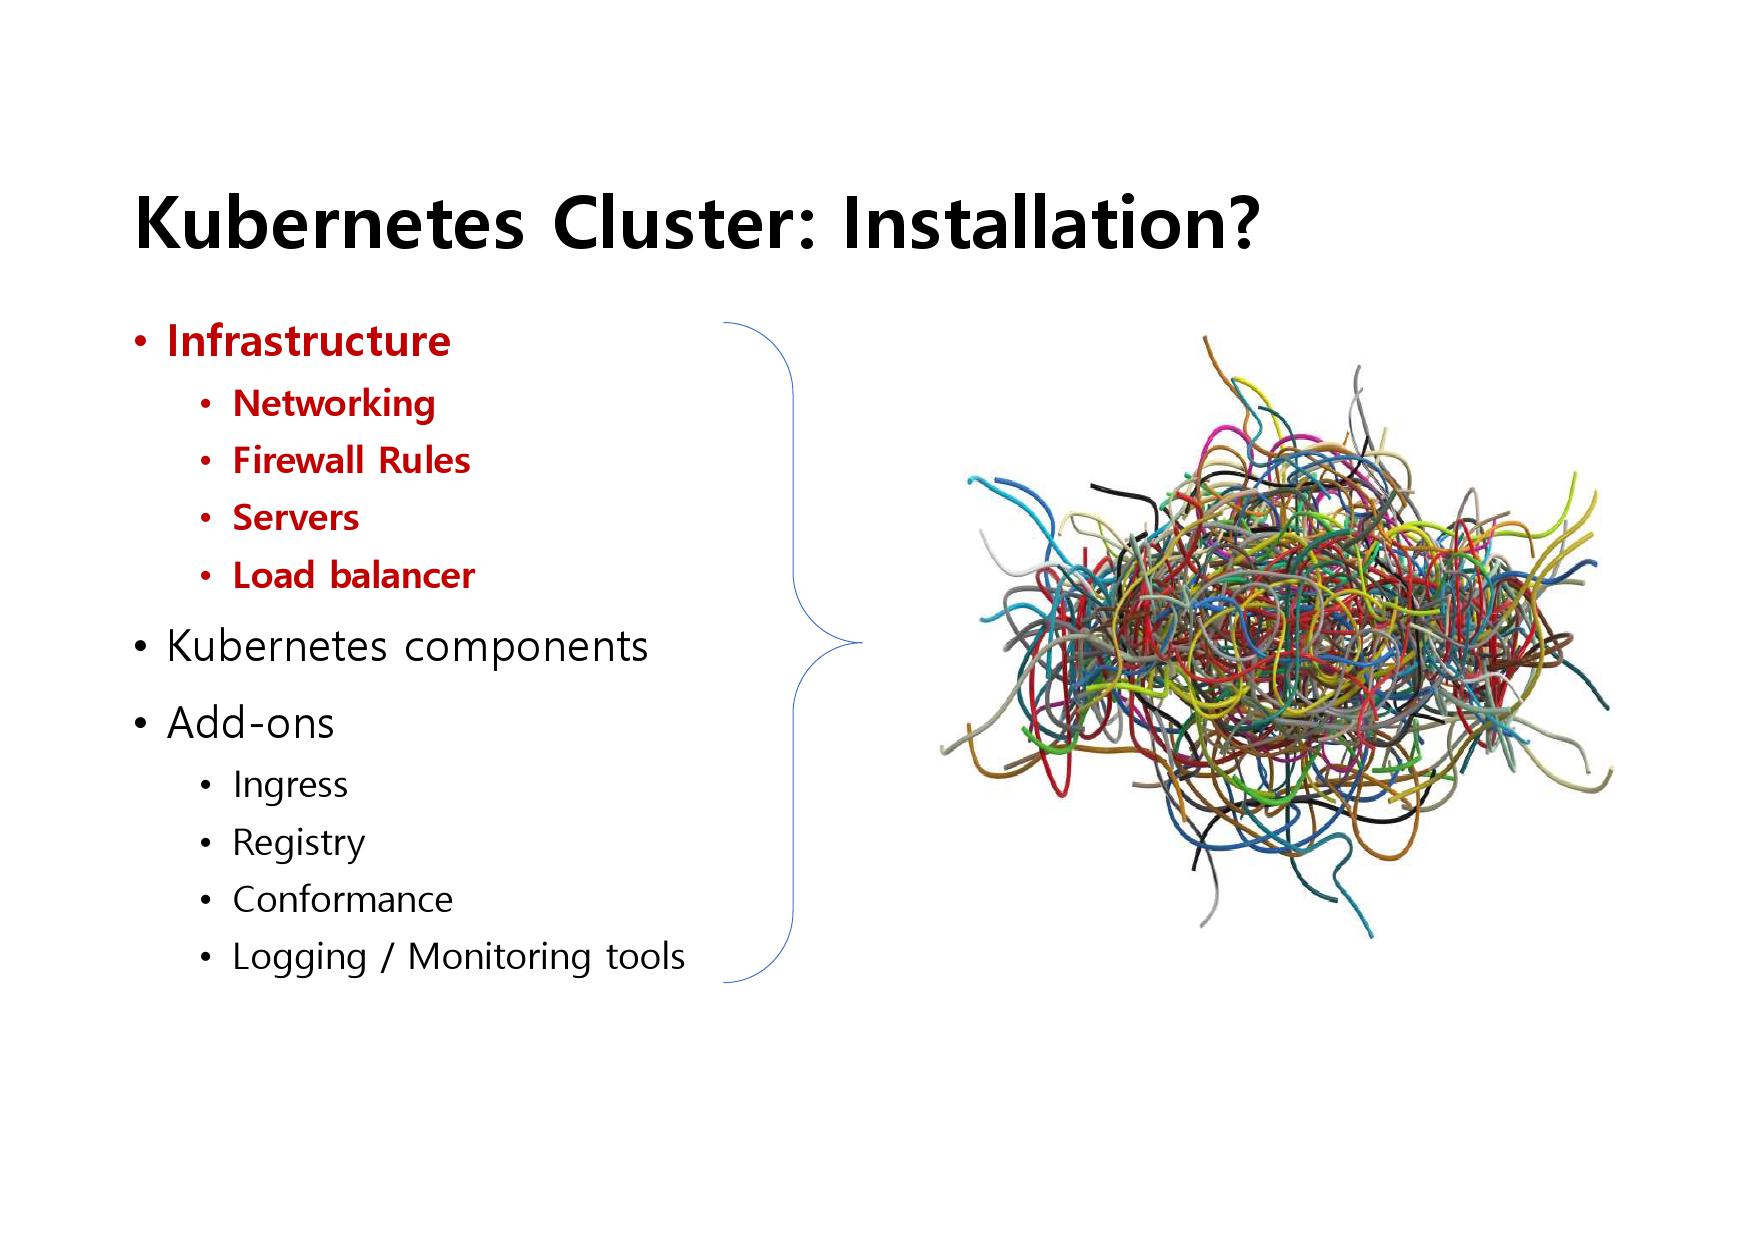 Kubernetes Cluster: Installation?
• Infrastructure
• Networking
• Firewall Rules
• Servers
• Load balancer
• Kubernetes components
• Add-ons
• Ingress
• Registry
• Conformance
• Logging / Monitoring tools